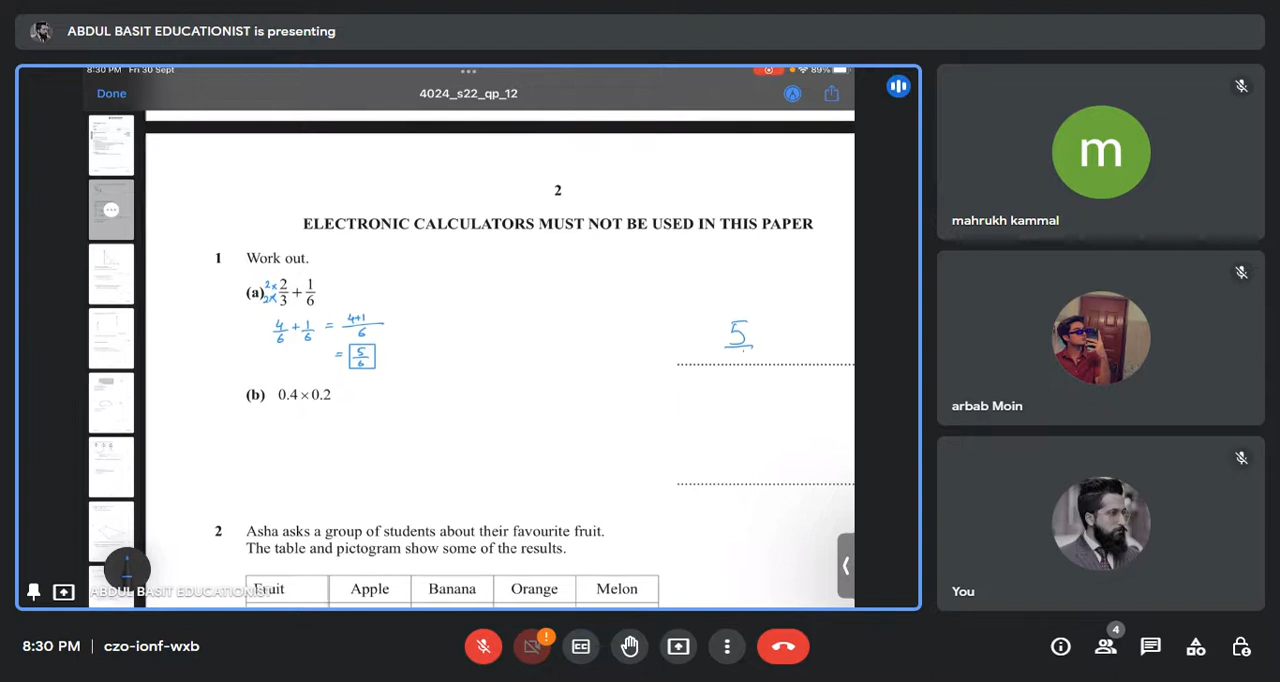 ABDUL BASIT EDUCATIONIST is presenting
8:30 PM Fri 30 Sept
89%
Done
4024_s22_qp_12
2
ELECTRONIC CALCULATORS MUST NOT BE USED IN THIS PAPER
1 Work out.
(a) 2× 2/2× 3 + 1/6
4/6 + 1/6 = 4+1/6
= 5/6
5
(b) 0.4 × 0.2
2 Asha asks a group of students about their favourite fruit.
The table and pictogram show some of the results.
Fruit Apple Banana Orange Melon
ABDUL BASIT EDUCATIONIST
m
mahrukh kammal
arbab Moin
You
8:30 PM | czo-ionf-wxb
CC
4